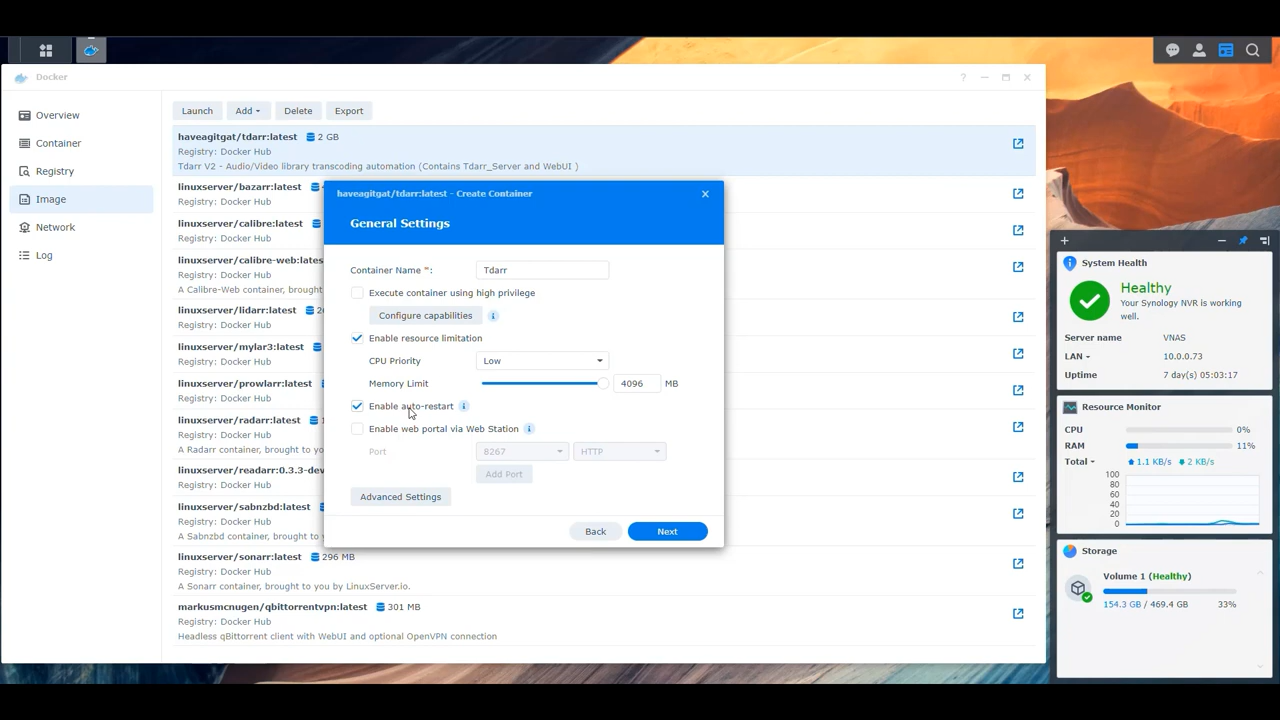 Docker
?
Overview
Container
Registry
Image
Network
Log
Launch Add Delete Export
haveagitgat/tdarr:latest 2 GB
Registry: Docker Hub
Tdarr V2 - Audio/Video library transcoding automation (Contains Tdarr_Server and WebUI )
linuxserver/bazarr:latest
Registry: Docker Hub
linuxserver/calibre:latest
Registry: Docker Hub
linuxserver/calibre-web:lates
Registry: Docker Hub
A Calibre-Web container, brought
linuxserver/lidarr:latest
Registry: Docker Hub
linuxserver/mylar3:latest
Registry: Docker Hub
linuxserver/prowlarr:latest
Registry: Docker Hub
linuxserver/radarr:latest
Registry: Docker Hub
A Radarr container, brought to yo
linuxserver/readarr:0.3.3-dev
Registry: Docker Hub
linuxserver/sabnzbd:latest
Registry: Docker Hub
A Sabnzbd container, brought to
linuxserver/sonarr:latest 296 MB
Registry: Docker Hub
A Sonarr container, brought to you by LinuxServer.io.
markusmcnugen/qbittorrentvpn:latest 301 MB
Registry: Docker Hub
Headless qBittorrent client with WebUI and optional OpenVPN connection
haveagitgat/tdarr:latest - Create Container
General Settings
Container Name *: Tdarr
Execute container using high privilege
Configure capabilities
Enable resource limitation
CPU Priority Low
Memory Limit 4096 MB
Enable auto-restart
Enable web portal via Web Station
Port 8267 HTTP
Add Port
Advanced Settings
Back Next
System Health
Healthy
Your Synology NVR is working
well.
Server name VNAS
LAN 10.0.0.73
Uptime 7 day(s) 05:03:17
Resource Monitor
CPU 0%
RAM 11%
Total 1.1 KB/s 2 KB/s
100
80
60
40
20
0
Storage
Volume 1 (Healthy)
154.3 GB / 469.4 GB 33%